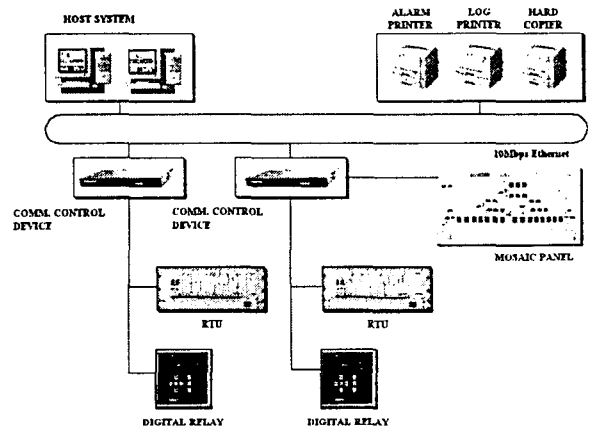 HOST SYSTEM
ALARM
PRINTER
LOG
PRINTER
HARD
COPIER
10Mbps Ethernet
COMM. CONTROL
DEVICE
COMM. CONTROL
DEVICE
MOSAIC PANEL
RTU
RTU
DIGITAL RELAY
DIGITAL RELAY